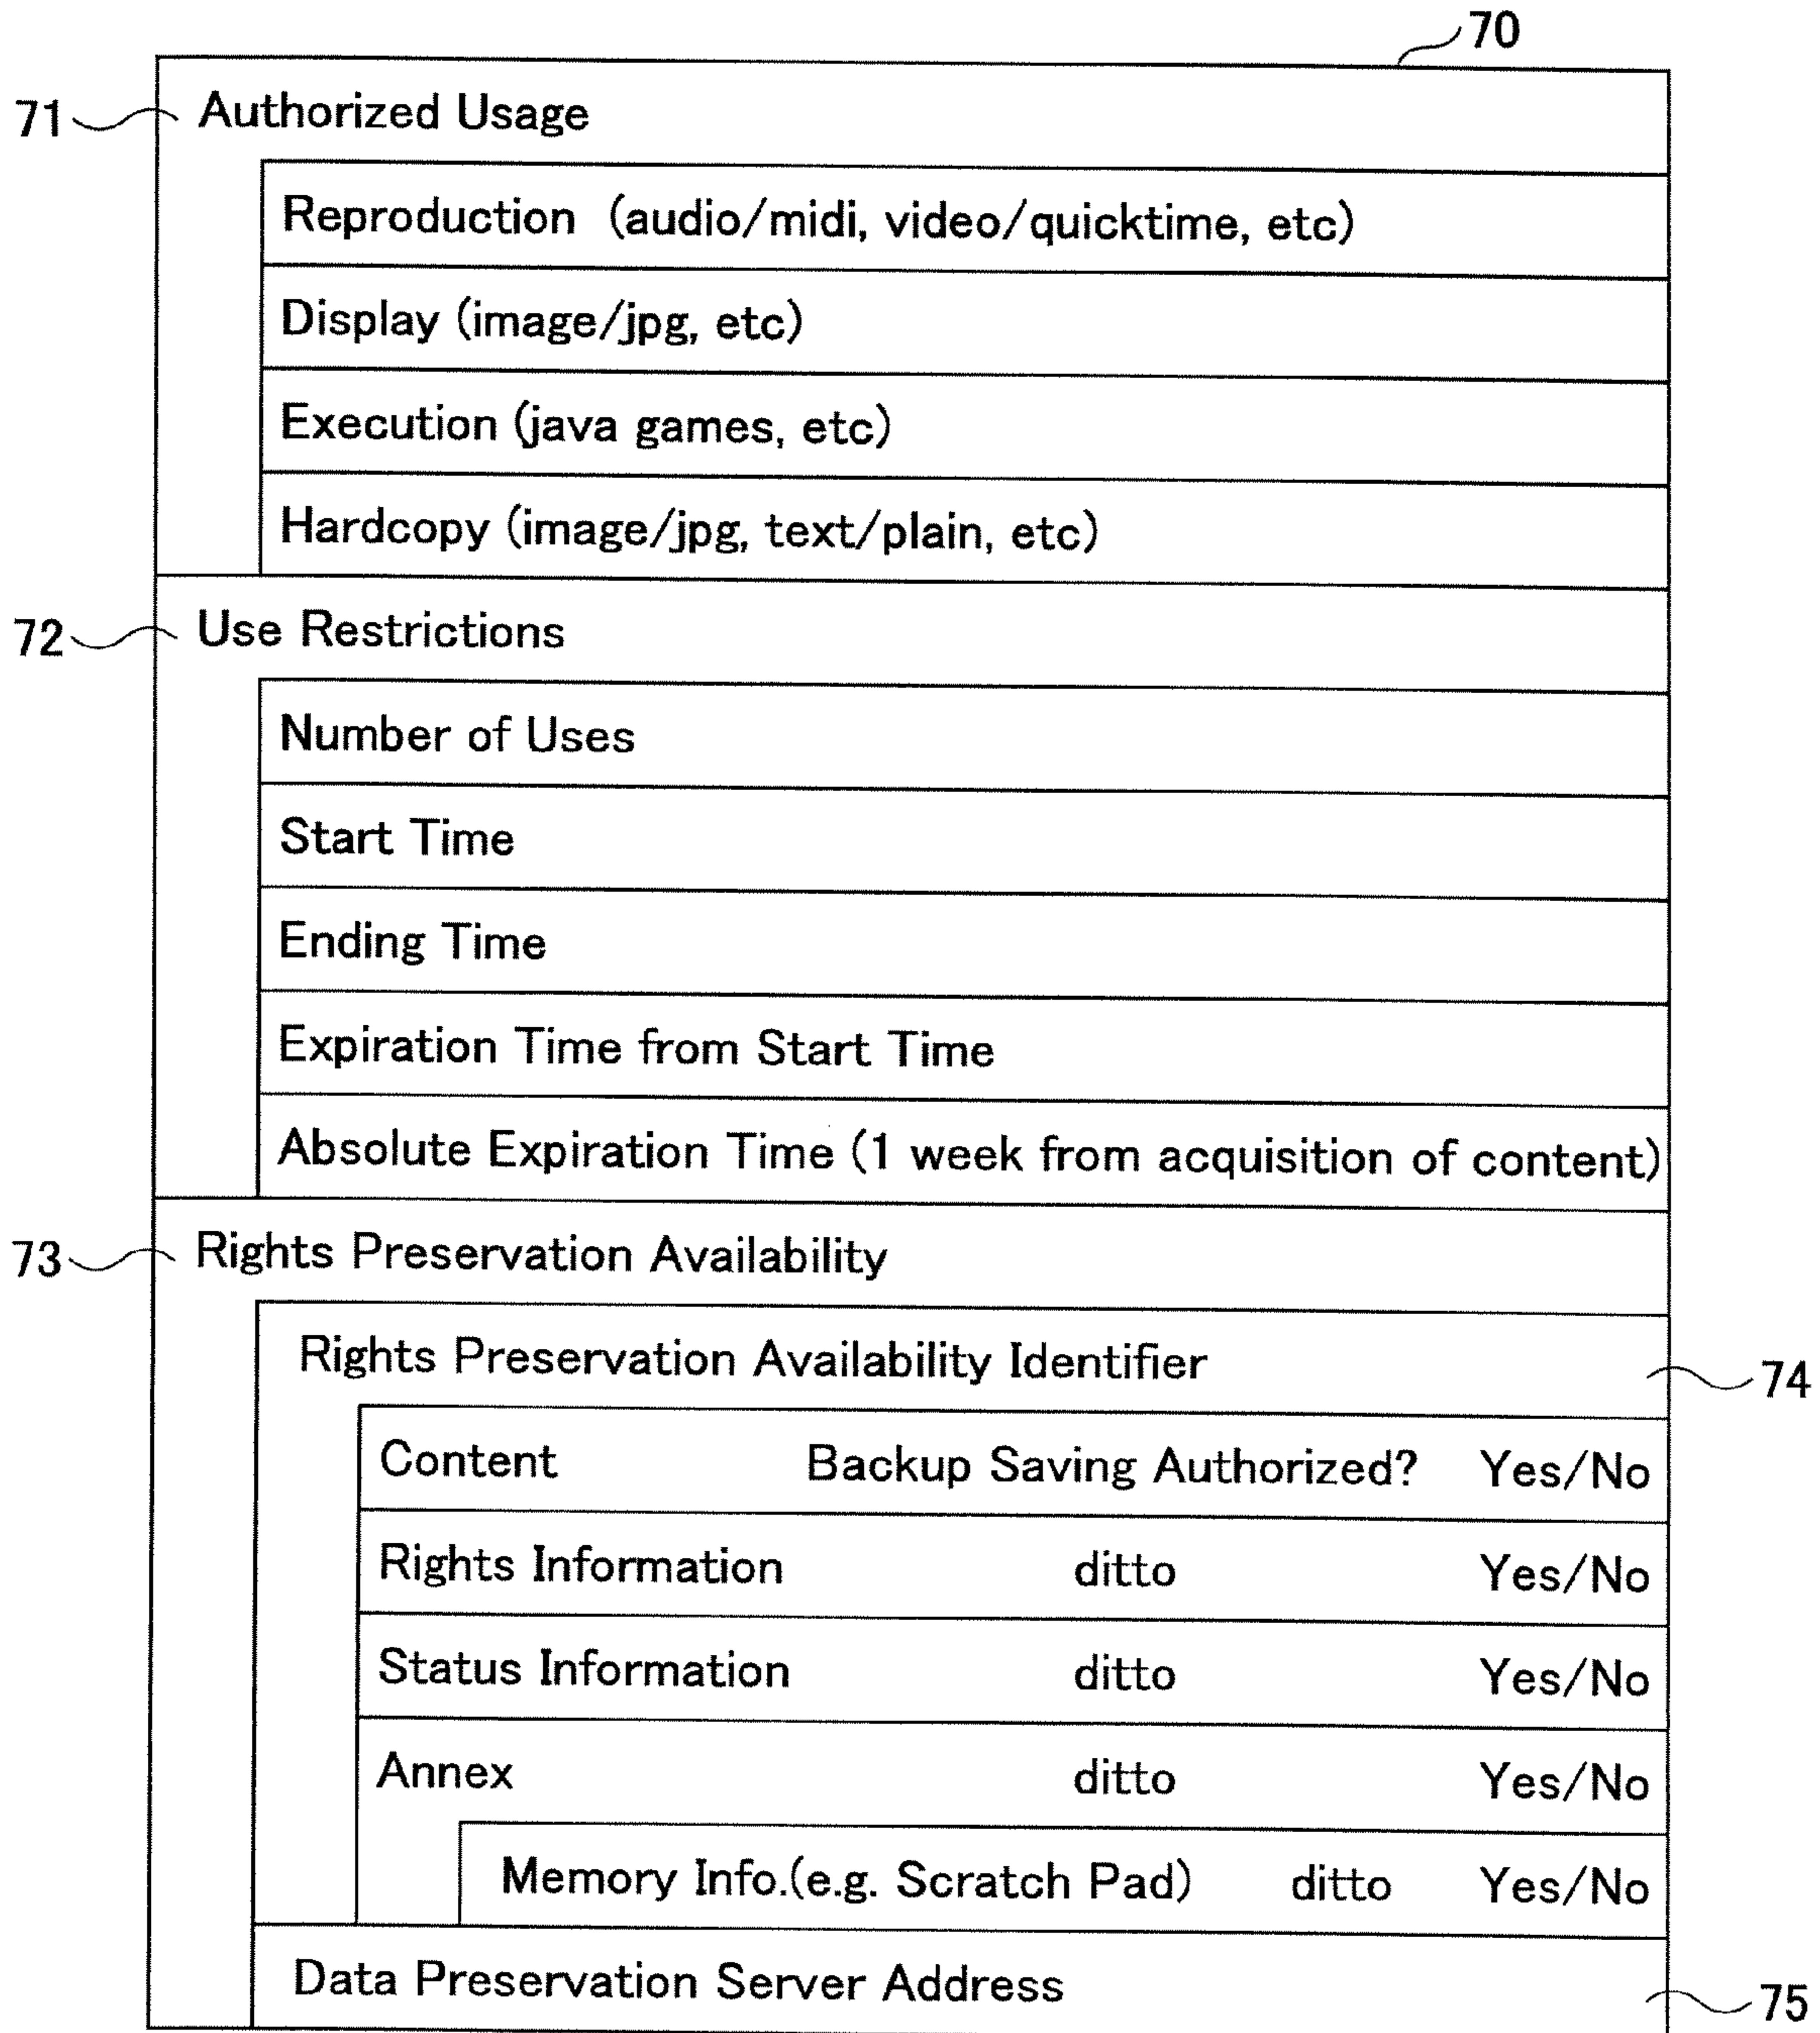 70
71 Authorized Usage
Reproduction (audio/midi, video/quicktime, etc)
Display (image/jpg, etc)
Execution (java games, etc)
Hardcopy (image/jpg, text/plain, etc)
72 Use Restrictions
Number of Uses
Start Time
Ending Time
Expiration Time from Start Time
Absolute Expiration Time (1 week from acquisition of content)
73 Rights Preservation Availability
Rights Preservation Availability Identifier 74
Content Backup Saving Authorized? Yes/No
Rights Information ditto Yes/No
Status Information ditto Yes/No
Annex ditto Yes/No
Memory Info.(e.g. Scratch Pad) ditto Yes/No
Data Preservation Server Address 75